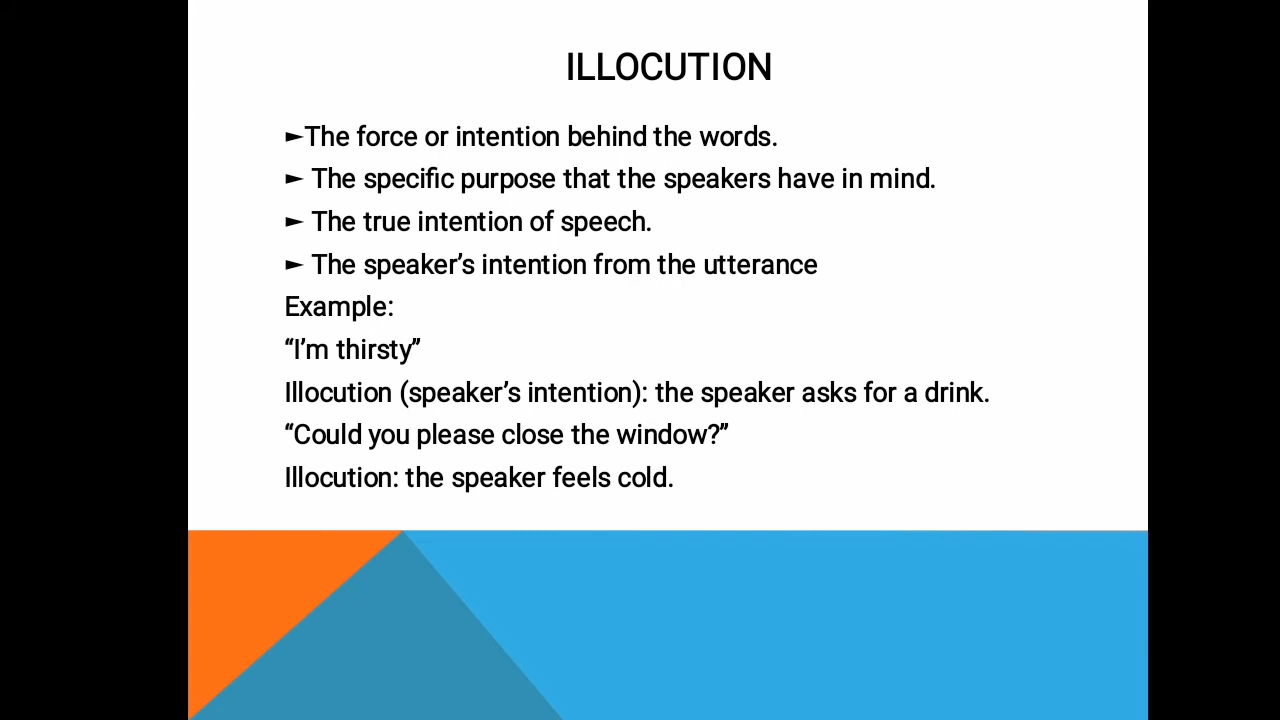 ILLOCUTION
►The force or intention behind the words.
► The specific purpose that the speakers have in mind.
► The true intention of speech.
► The speaker’s intention from the utterance
Example:
“I’m thirsty”
Illocution (speaker’s intention): the speaker asks for a drink.
“Could you please close the window?”
Illocution: the speaker feels cold.